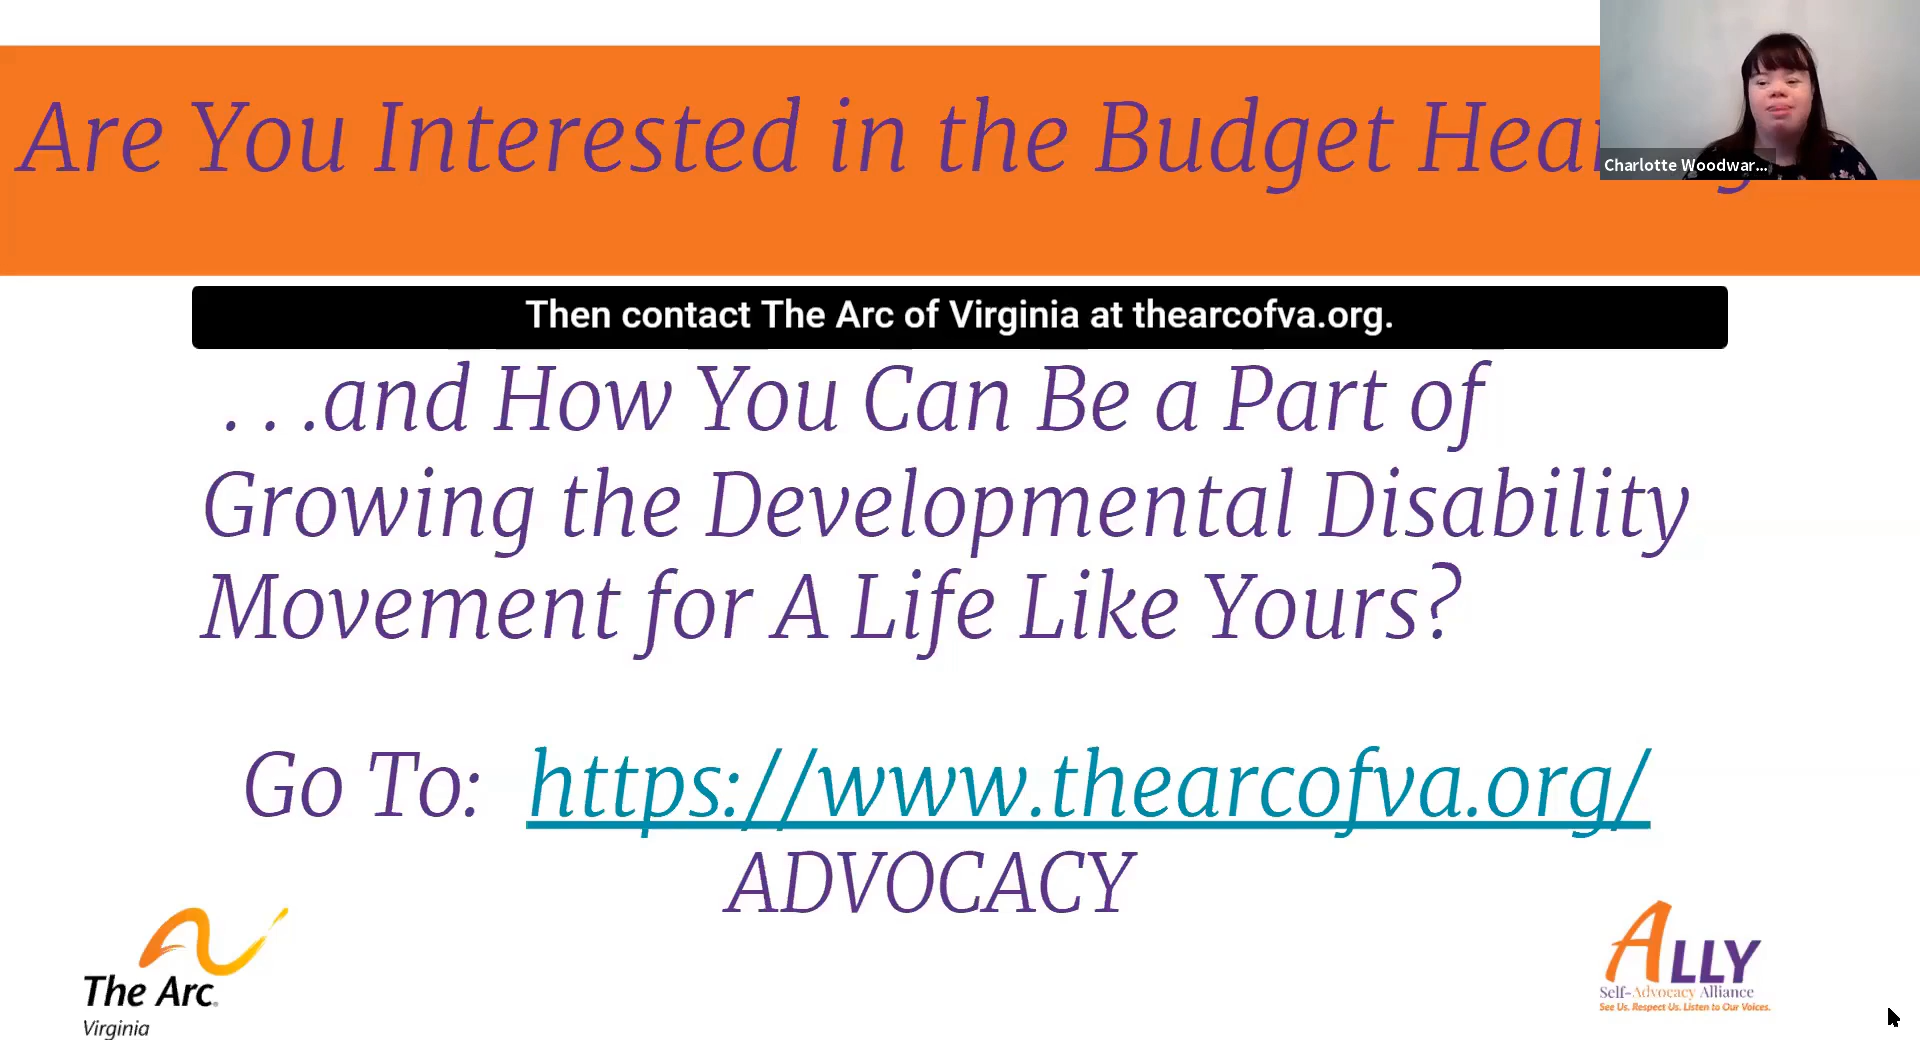 Are You Interested in the Budget Hear
Charlotte Woodwar...
Then contact The Arc of Virginia at thearcofva.org.
. . .and How You Can Be a Part of
Growing the Developmental Disability
Movement for A Life Like Yours?
Go To: https://www.thearcofva.org/
ADVOCACY
The Arc®
Virginia
ALLY
Self-Advocacy Alliance
See Us. Respect Us. Listen to Our Voices.